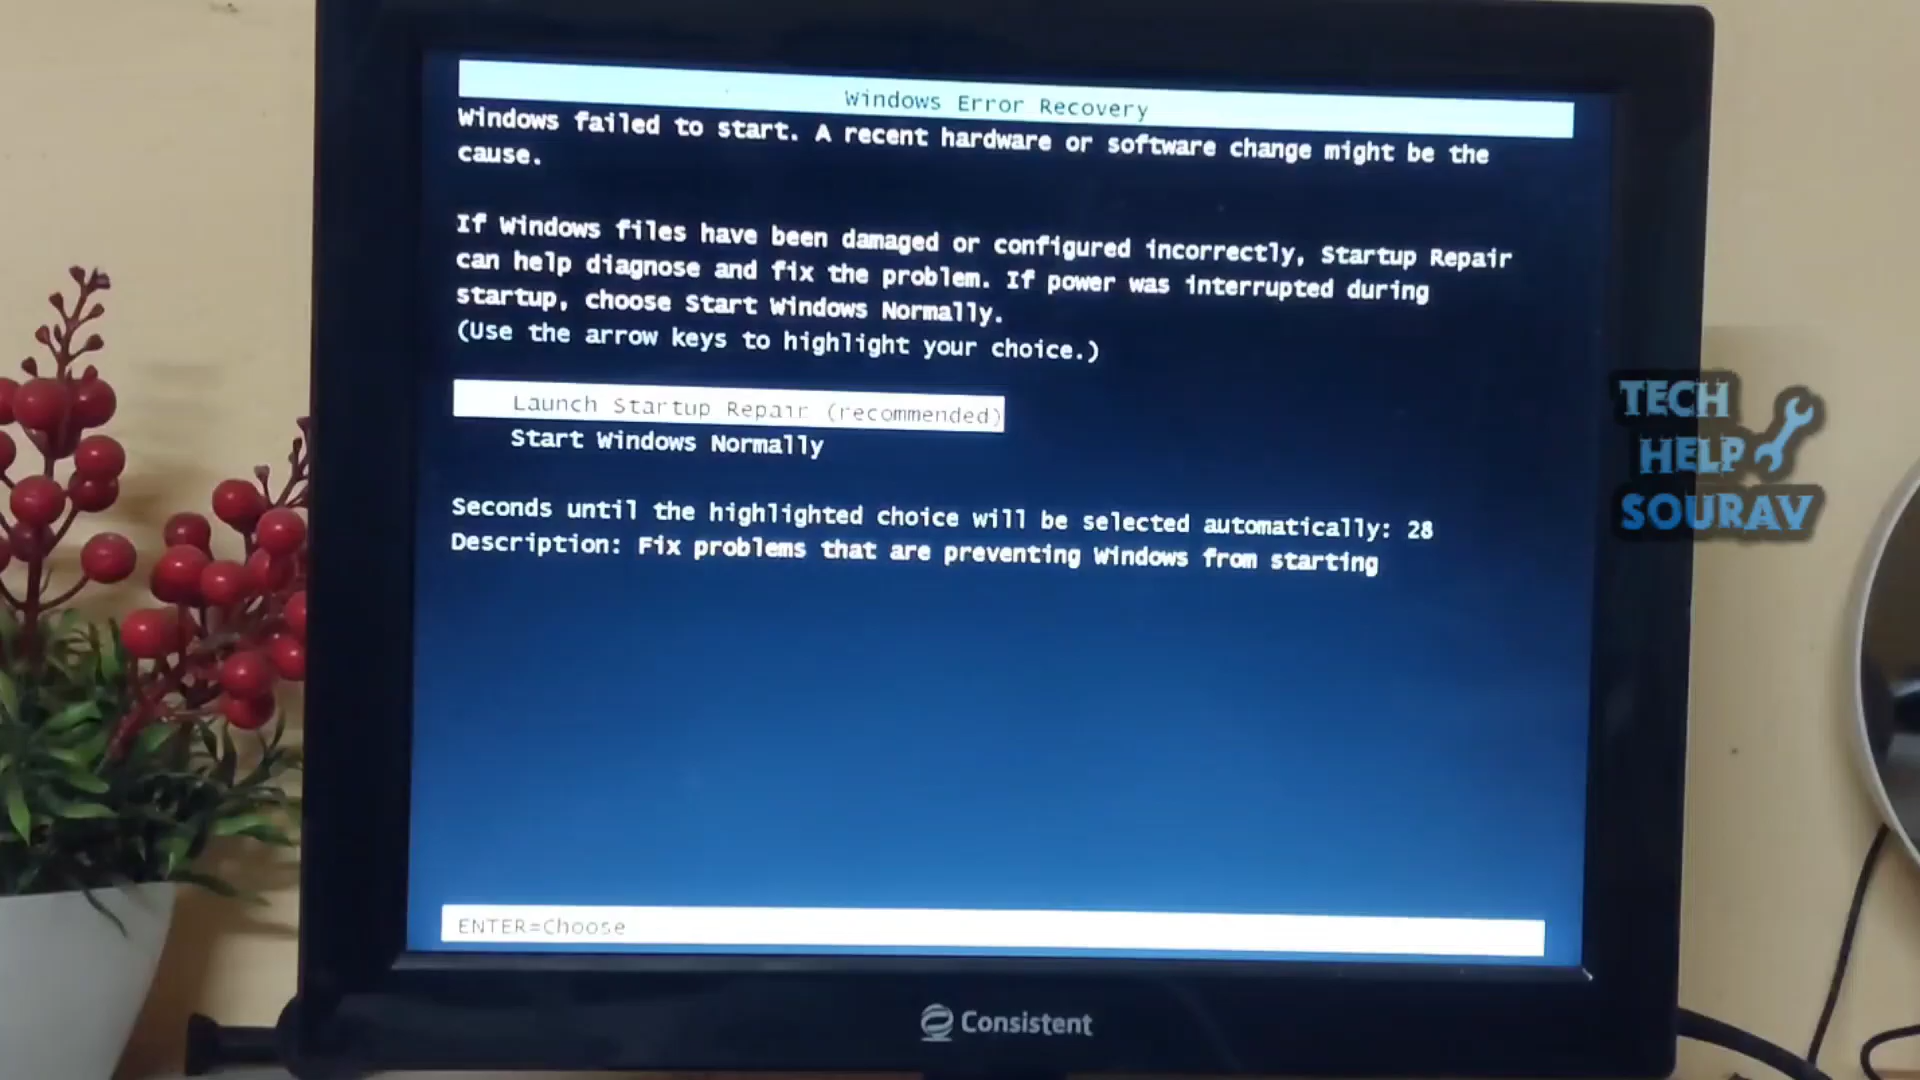 Windows Error Recovery
Windows failed to start. A recent hardware or software change might be the
cause.
If Windows files have been damaged or configured incorrectly, Startup Repair
can help diagnose and fix the problem. If power was interrupted during
startup, choose Start Windows Normally.
(Use the arrow keys to highlight your choice.)
Launch Startup Repair (recommended)
Start Windows Normally
Seconds until the highlighted choice will be selected automatically: 28
Description: Fix problems that are preventing Windows from starting
ENTER=Choose
Consistent
TECH
HELP
SOURAV